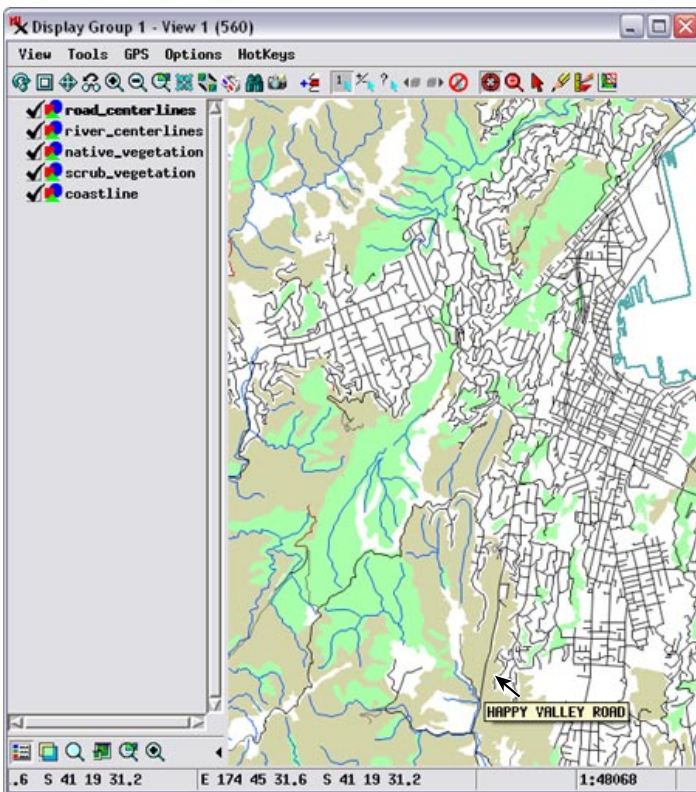 Display Group 1 - View 1 (560)
View Tools GPS Options HotKeys
road_centerlines
river_centerlines
native_vegetation
scrub_vegetation
coastline
HAPPY VALLEY ROAD
.6 S 41 19 31.2 E 174 45 31.6 S 41 19 31.2 1:48068